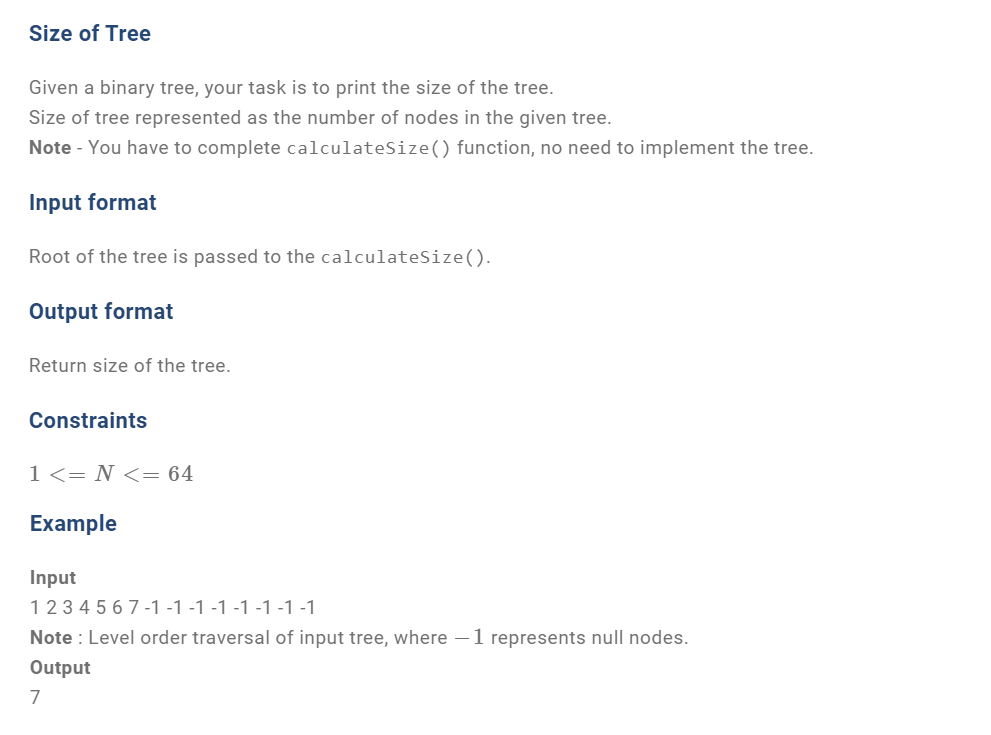 Size of Tree
Given a binary tree, your task is to print the size of the tree.
Size of tree represented as the number of nodes in the given tree.
Note - You have to complete calculateSize() function, no need to implement the tree.
Input format
Root of the tree is passed to the calculateSize().
Output format
Return size of the tree.
Constraints
1 <= N <= 64
Example
Input
1 2 3 4 5 6 7 -1 -1 -1 -1 -1 -1 -1 -1
Note : Level order traversal of input tree, where −1 represents null nodes.
Output
7